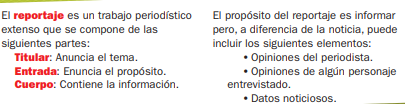 El reportaje es un trabajo periodístico
extenso que se compone de las
siguientes partes:
Titular: Anuncia el tema.
Entrada: Enuncia el propósito.
Cuerpo: Contiene la información.
El propósito del reportaje es informar
pero, a diferencia de la noticia, puede
incluir los siguientes elementos:
• Opiniones del periodista.
• Opiniones de algún personaje
entrevistado.
• Datos noticiosos.